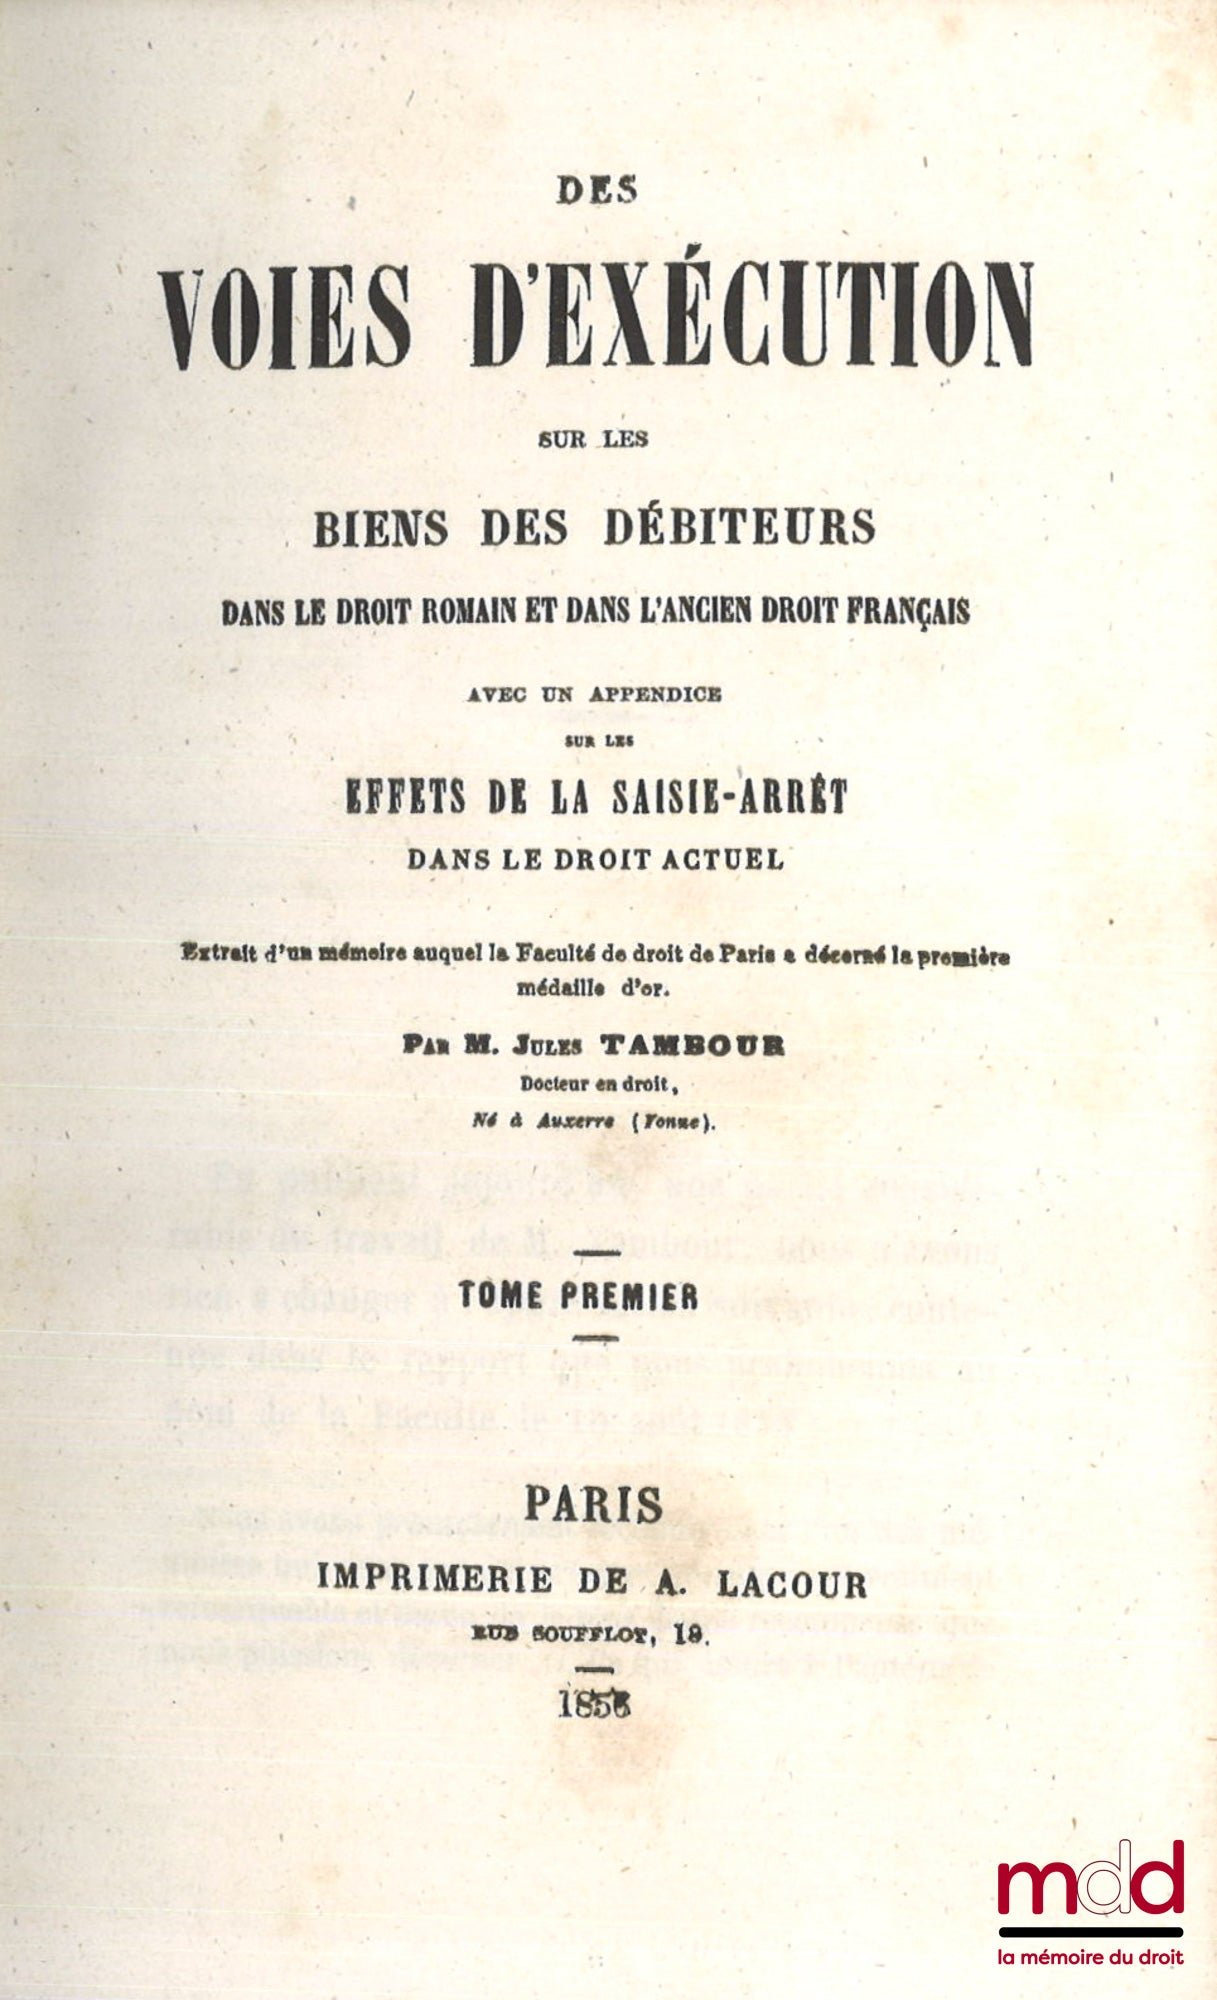 DES
VOIES D'EXÉCUTION
SUR LES
BIENS DES DÉBITEURS
DANS LE DROIT ROMAIN ET DANS L'ANCIEN DROIT FRANÇAIS
AVEC UN APPENDICE
SUR LES
EFFETS DE LA SAISIE-ARRÊT
DANS LE DROIT ACTUEL
Extrait d'un mémoire auquel la Faculté de droit de Paris a décerné la première
médaille d'or.
PAR M. JULES TAMBOUR
Docteur en droit,
Né à Auxerre (Yonne).
TOME PREMIER
PARIS
IMPRIMERIE DE A. LACOUR
RUE SOUFFLOT, 18.
1856
mdd
la mémoire du droit